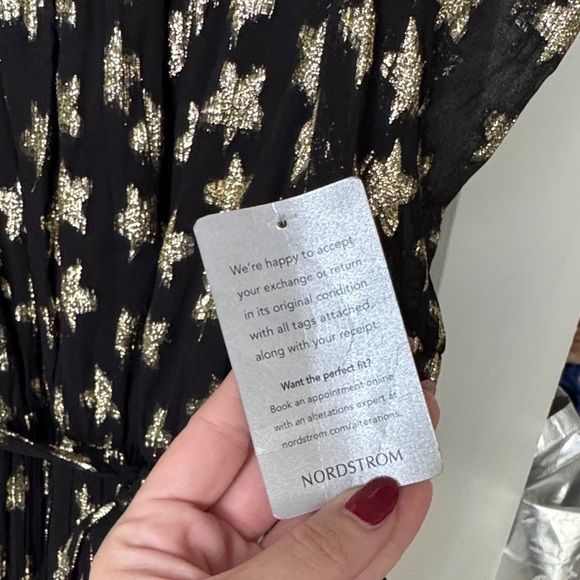 We're happy to accept
your exchange or return
in its original condition
with all tags attached,
along with your receipt.
Want the perfect fit?
Book an appointment online
with an alterations expert at
nordstrom.com/alterations.
NORDSTROM